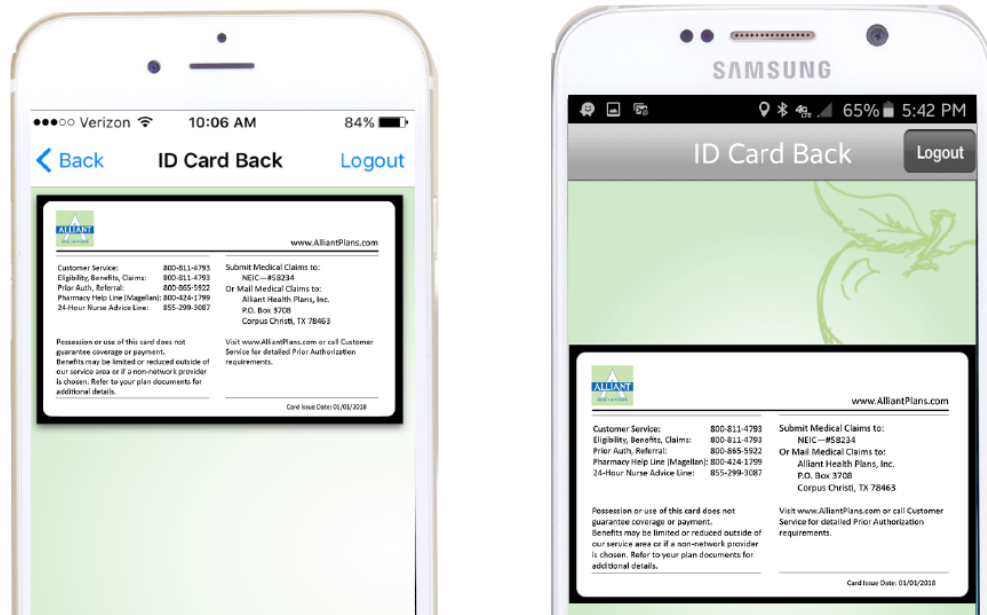 Verizon 10:06 AM 84%
Back ID Card Back Logout
ALLIANT
www.AlliantPlans.com
Customer Service: 800-811-4793
Eligibility, Benefits, Claims: 800-811-4793
Prior Auth, Referral: 800-865-5922
Pharmacy Help Line (Magellan): 800-424-1799
24-Hour Nurse Advice Line: 855-299-3087
Submit Medical Claims to:
NEIC—#58234
Or Mail Medical Claims to:
Alliant Health Plans, Inc.
P.O. Box 3708
Corpus Christi, TX 78463
Possession or use of this card does not
guarantee coverage or payment.
Benefits may be limited or reduced outside of
our service area or if a non-network provider
is chosen. Refer to your plan documents for
additional details.
Visit www.AlliantPlans.com or call Customer
Service for detailed Prior Authorization
requirements.
Card Issue Date: 01/01/2018
SAMSUNG
4G LTE 65% 5:42 PM
ID Card Back Logout
ALLIANT
www.AlliantPlans.com
Customer Service: 800-811-4793
Eligibility, Benefits, Claims: 800-811-4793
Prior Auth, Referral: 800-865-5922
Pharmacy Help Line (Magellan): 800-424-1799
24-Hour Nurse Advice Line: 855-299-3087
Submit Medical Claims to:
NEIC—#58234
Or Mail Medical Claims to:
Alliant Health Plans, Inc.
P.O. Box 3708
Corpus Christi, TX 78463
Possession or use of this card does not
guarantee coverage or payment.
Benefits may be limited or reduced outside of
our service area or if a non-network provider
is chosen. Refer to your plan documents for
additional details.
Visit www.AlliantPlans.com or call Customer
Service for detailed Prior Authorization
requirements.
Card Issue Date: 01/01/2018